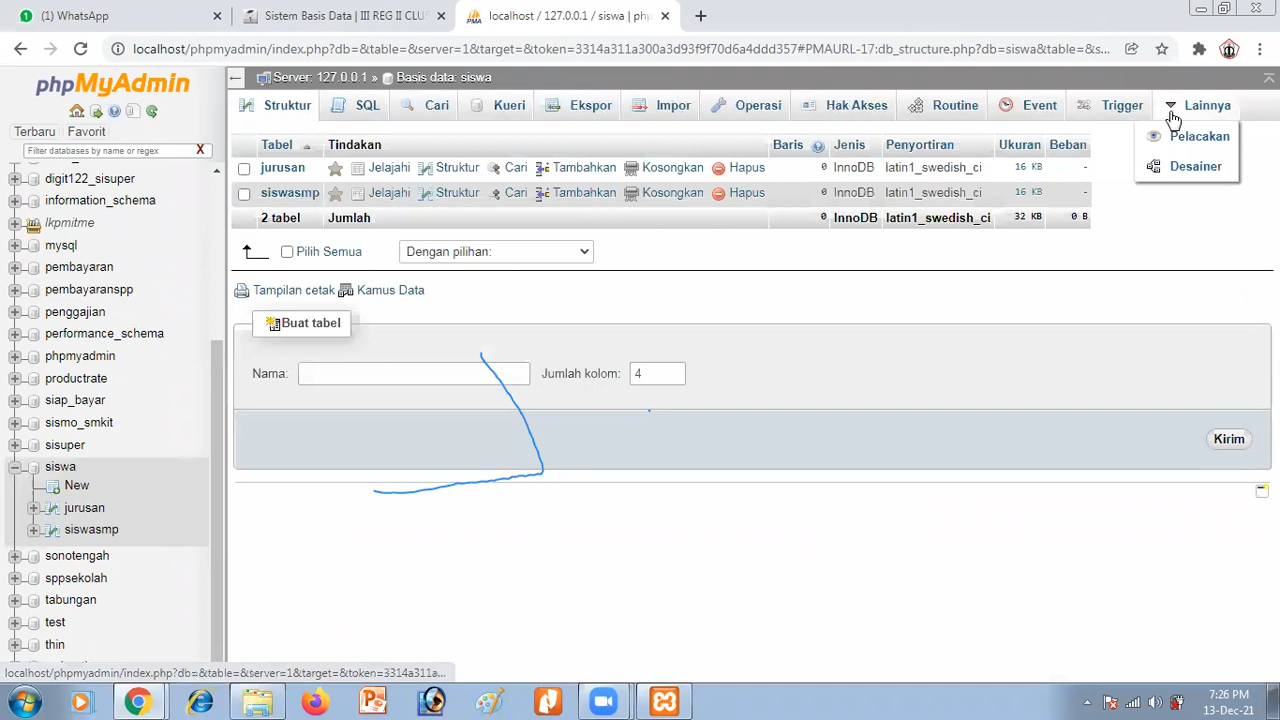 WhatsApp
Sistem Basis Data | III REG II CLUS
localhost / 127.0.0.1 / siswa | php
localhost/phpmyadmin/index.php?db=&table=&server=1&target=&token=3314a311a300a3d93f9f70d6a4ddd357#PMAURL-17:db_structure.php?db=siswa&table=&s...
phpMyAdmin
Terbaru Favorit
Filter databases by name or regex X
digit122_sisuper
information_schema
lkpmitme
mysql
pembayaran
pembayaranspp
penggajian
performance_schema
phpmyadmin
productrate
siap_bayar
sismo_smkit
sisuper
siswa
New
jurusan
siswasmp
sonotengah
sppsekolah
tabungan
test
thin
Server: 127.0.0.1 » Basis data: siswa
Struktur SQL Cari Kueri Ekspor Impor Operasi Hak Akses Routine Event Trigger Lainnya
Pelacakan
Desainer
Tabel Tindakan Baris Jenis Penyortiran Ukuran Beban
jurusan Jelajahi Struktur Cari Tambahkan Kosongkan Hapus 0 InnoDB latin1_swedish_ci 16 KB -
siswasmp Jelajahi Struktur Cari Tambahkan Kosongkan Hapus 0 InnoDB latin1_swedish_ci 16 KB -
2 tabel Jumlah 0 InnoDB latin1_swedish_ci 32 KB 0 B
Pilih Semua Dengan pilihan:
Tampilan cetak Kamus Data
Buat tabel
Nama: Jumlah kolom: 4
Kirim
localhost/phpmyadmin/index.php?db=&table=&server=1&target=&token=3314a311a...
7:26 PM
13-Dec-21